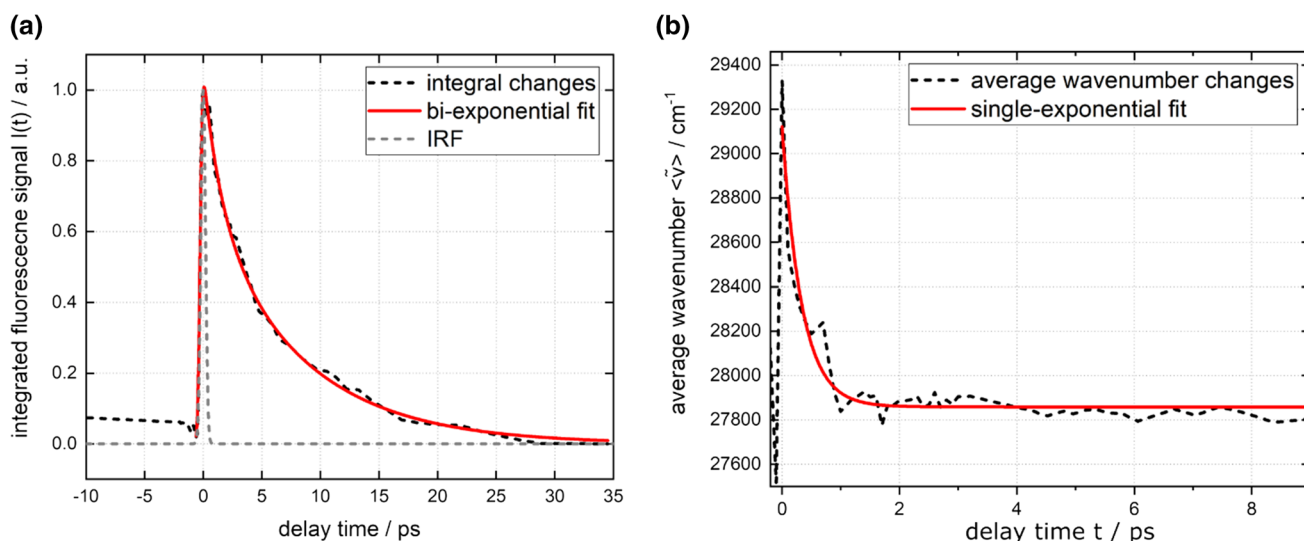 (a)
integrated fluorescecne signal I(t) / a.u.
1.0
0.8
0.6
0.4
0.2
0.0
integral changes
bi-exponential fit
IRF
-10 -5 0 5 10 15 20 25 30 35
delay time / ps
(b)
average wavenumber <ṽ> / cm⁻¹
29400
29200
29000
28800
28600
28400
28200
28000
27800
27600
average wavenumber changes
single-exponential fit
0 2 4 6 8
delay time t / ps